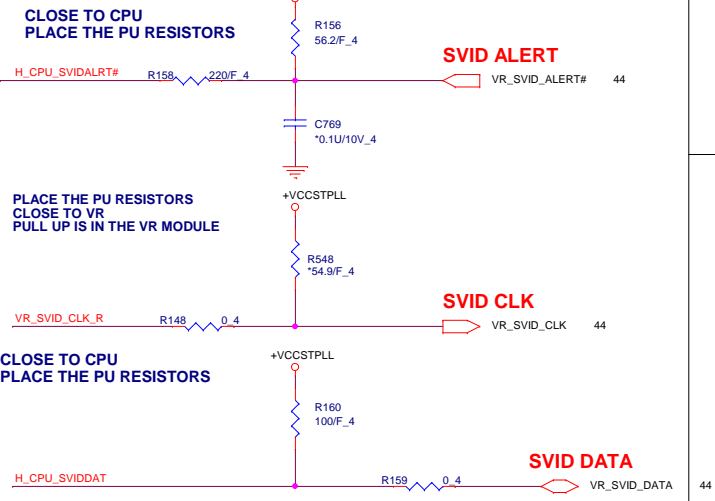 CLOSE TO CPU
PLACE THE PU RESISTORS
R156
56.2/F_4
SVID ALERT
H_CPU_SVIDALRT#
R158
220/F_4
VR_SVID_ALERT#
44
C769
*0.1U/10V_4
PLACE THE PU RESISTORS
CLOSE TO VR
PULL UP IS IN THE VR MODULE
+VCCSTPLL
R548
*54.9/F_4
SVID CLK
VR_SVID_CLK_R
R148
0_4
VR_SVID_CLK
44
CLOSE TO CPU
PLACE THE PU RESISTORS
+VCCSTPLL
R160
100/F_4
SVID DATA
H_CPU_SVIDDAT
R159
0_4
VR_SVID_DATA
44